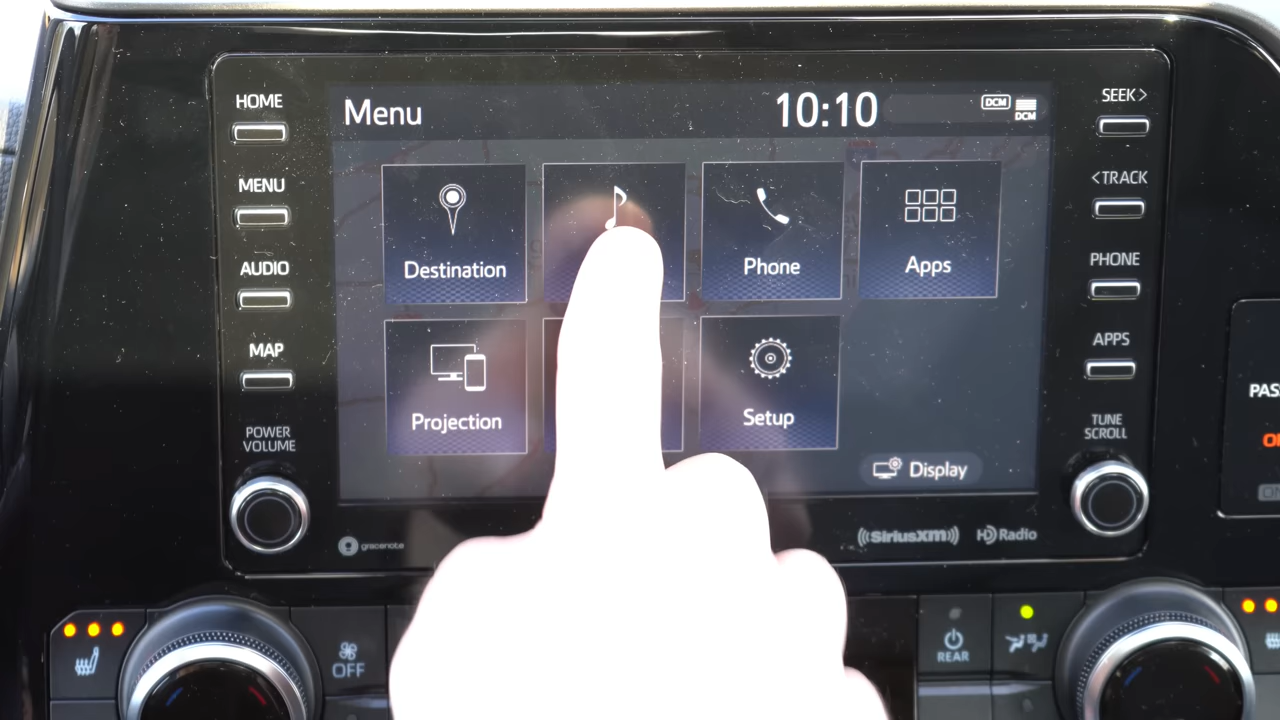 HOME
MENU
AUDIO
MAP
POWER
VOLUME
Menu
10:10
DCM
DCM
Destination
Phone
Apps
Projection
Setup
Display
SEEK>
<TRACK
PHONE
APPS
TUNE
SCROLL
gracenote
((SiriusXM))
HD Radio
OFF
REAR